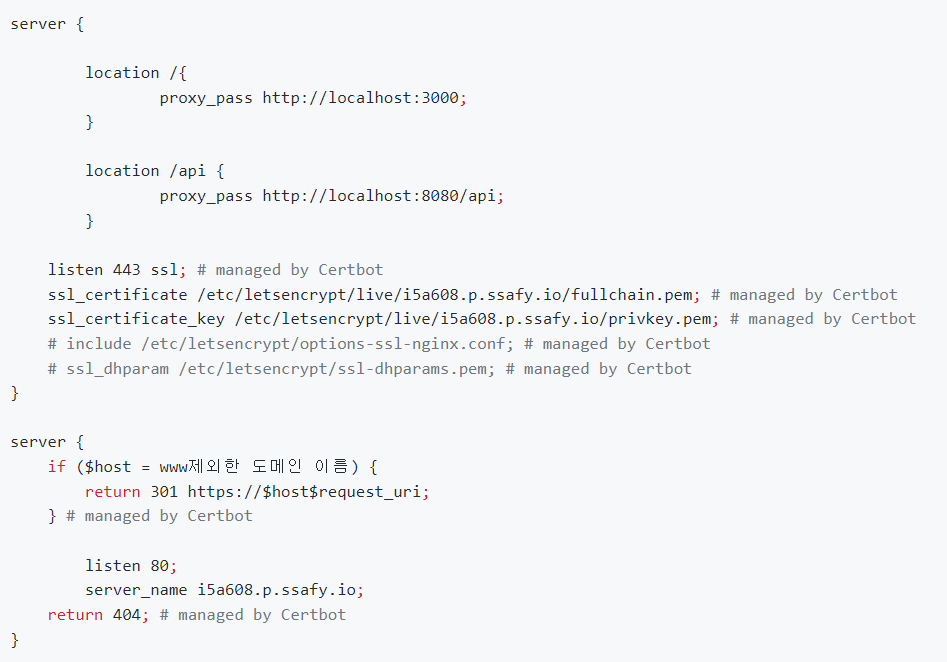 server {
location /{
proxy_pass http://localhost:3000;
}
location /api {
proxy_pass http://localhost:8080/api;
}
listen 443 ssl; # managed by Certbot
ssl_certificate /etc/letsencrypt/live/i5a608.p.ssafy.io/fullchain.pem; # managed by Certbot
ssl_certificate_key /etc/letsencrypt/live/i5a608.p.ssafy.io/privkey.pem; # managed by Certbot
# include /etc/letsencrypt/options-ssl-nginx.conf; # managed by Certbot
# ssl_dhparam /etc/letsencrypt/ssl-dhparams.pem; # managed by Certbot
}
server {
if ($host = www제외한 도메인 이름) {
return 301 https://$host$request_uri;
} # managed by Certbot
listen 80;
server_name i5a608.p.ssafy.io;
return 404; # managed by Certbot
}